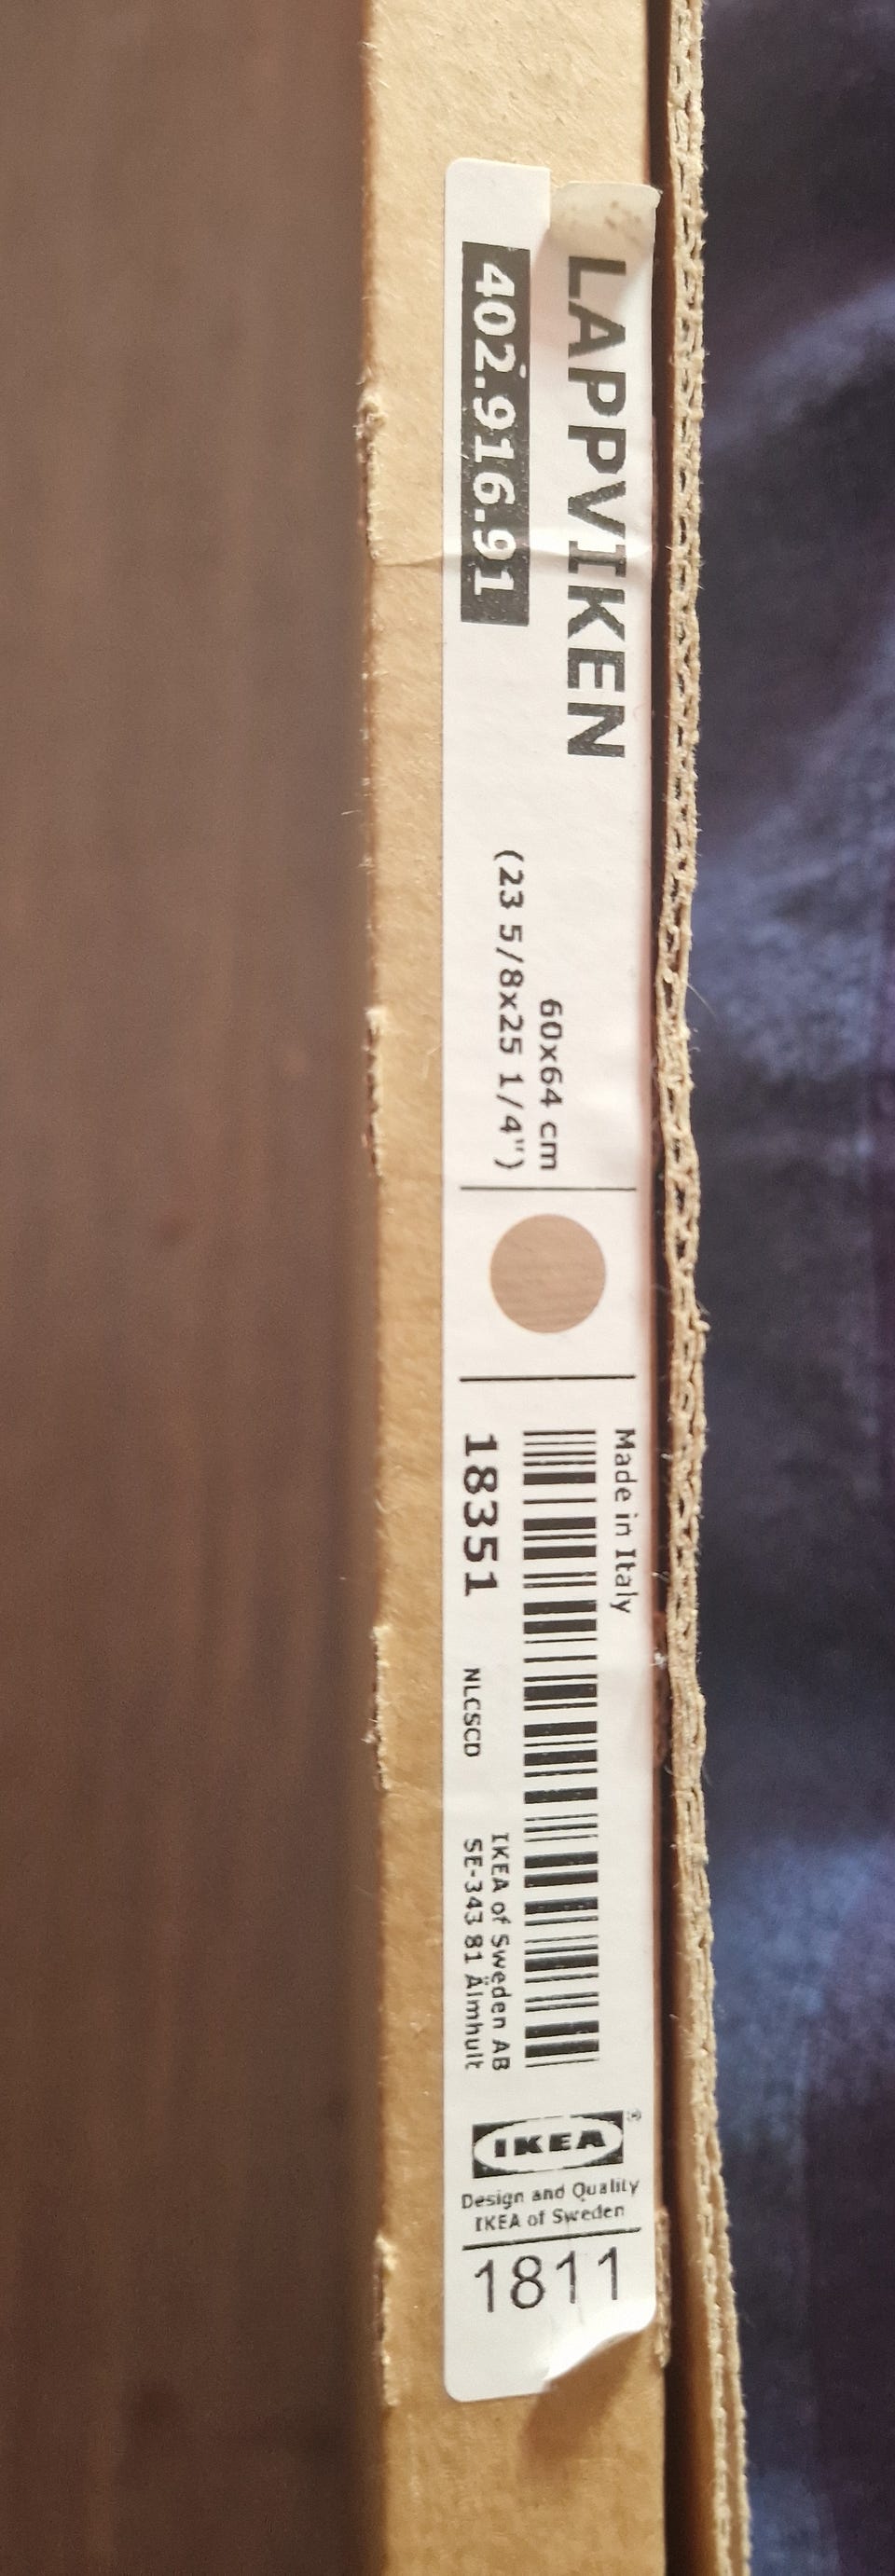 LAPPVIKEN
402.916.91
60x64 cm
(23 5/8x25 1/4")
Made in Italy
18351
NLCSCD
IKEA of Sweden AB
SE-343 81 Älmhult
IKEA®
Design and Quality
IKEA of Sweden
1811